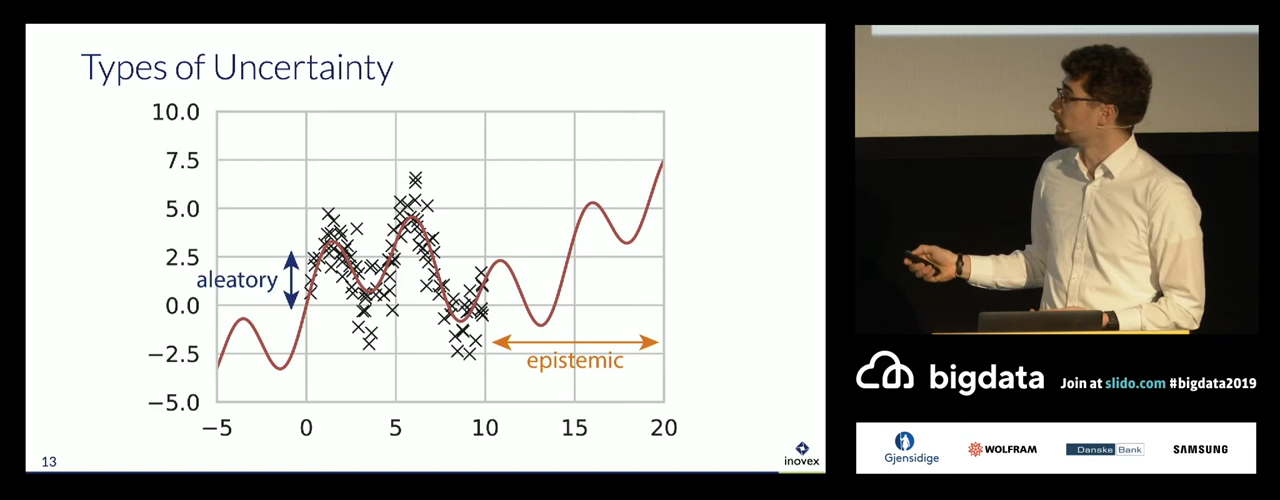 Types of Uncertainty
10.0
7.5
5.0
2.5
0.0
−2.5
−5.0
aleatory
epistemic
−5
0
5
10
15
20
13
inovex
bigdata
Join at slido.com #bigdata2019
Gjensidige
WOLFRAM
Danske Bank
SAMSUNG